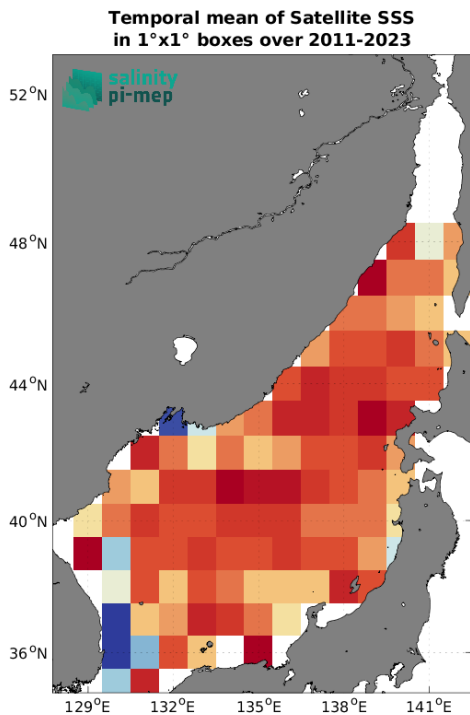 Temporal mean of Satellite SSS
in 1°x1° boxes over 2011-2023
salinity
pi-mep
52°N
48°N
44°N
40°N
36°N
129°E 132°E 135°E 138°E 141°E